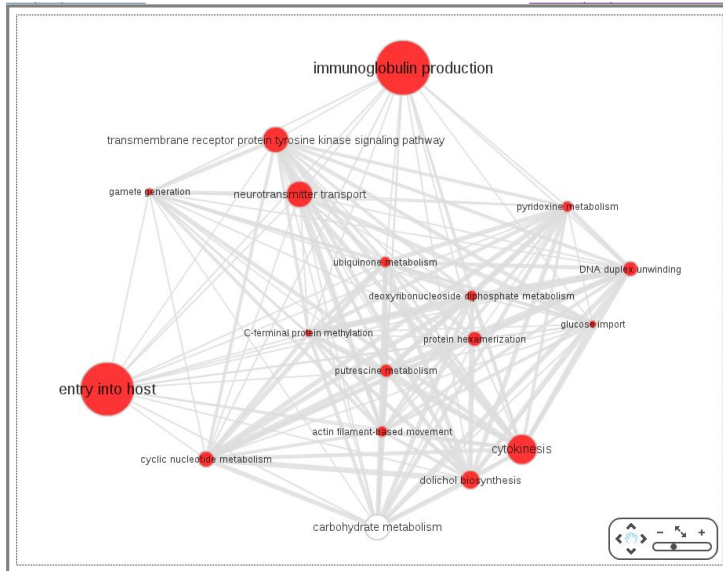 immunoglobulin production
transmembrane receptor protein tyrosine kinase signaling pathway
gamete generation
neurotransmitter transport
pyridoxine metabolism
ubiquinone metabolism
DNA duplex unwinding
deoxyribonucleoside diphosphate metabolism
C-terminal protein methylation
glucose import
protein hexamerization
putrescine metabolism
entry into host
actin filament-based movement
cytokinesis
cyclic nucleotide metabolism
dolichol biosynthesis
carbohydrate metabolism